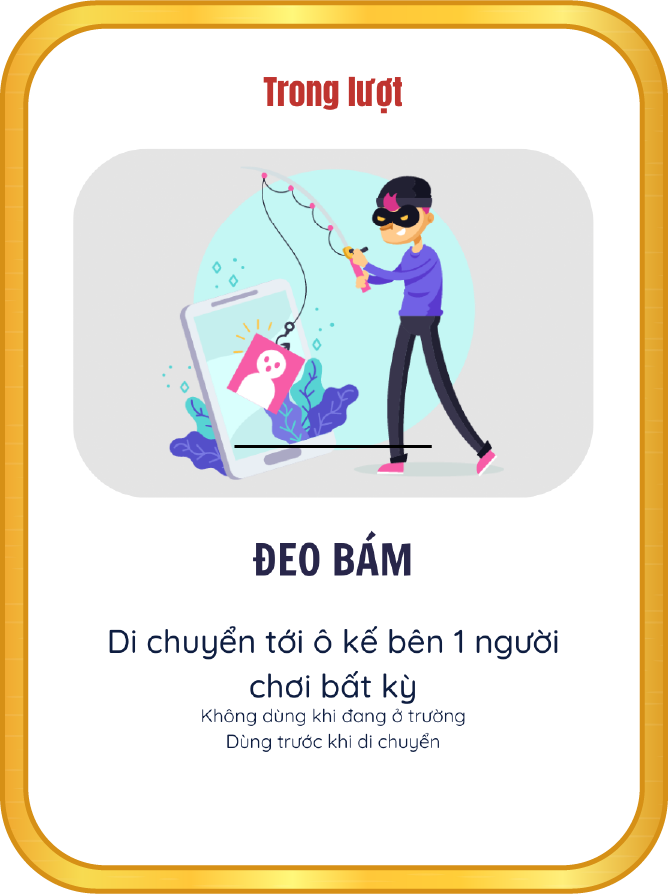 Trong lượt
ĐEO BÁM
Di chuyển tới ô kế bên 1 người
chơi bất kỳ
Không dùng khi đang ở trường
Dùng trước khi di chuyển